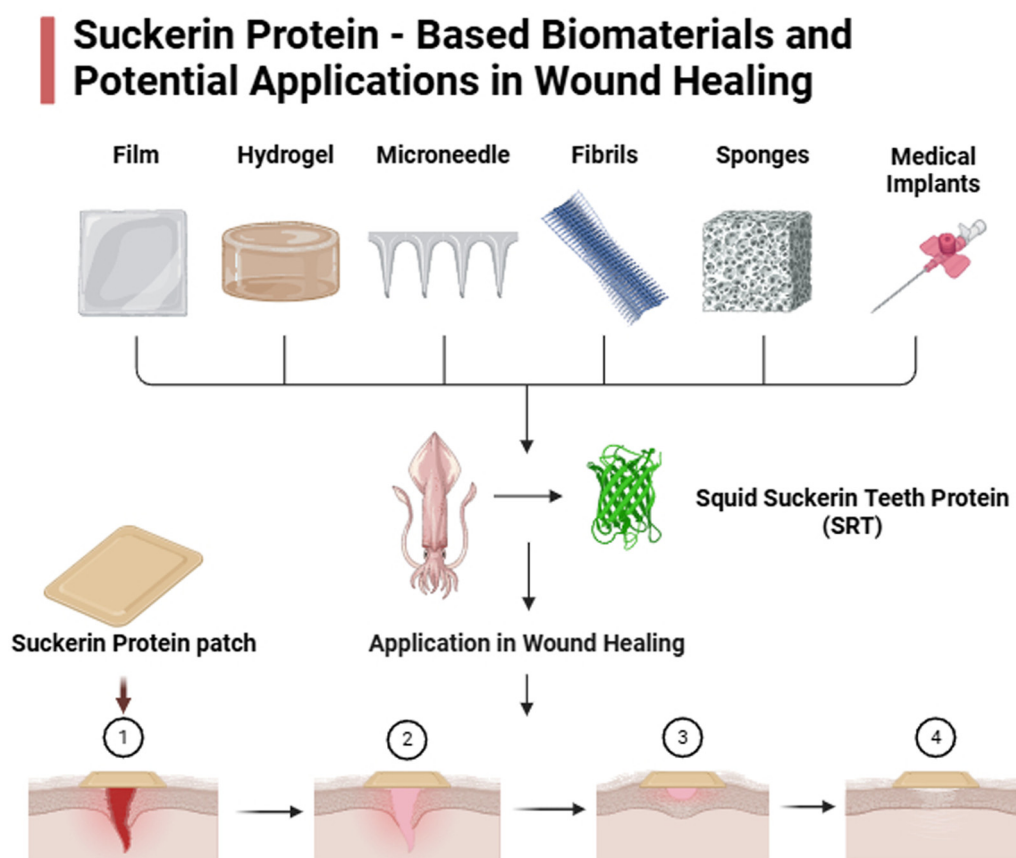 Suckerin Protein - Based Biomaterials and
Potential Applications in Wound Healing
Film
Hydrogel
Microneedle
Fibrils
Sponges
Medical
Implants
Squid Suckerin Teeth Protein
(SRT)
Suckerin Protein patch
Application in Wound Healing
1
2
3
4